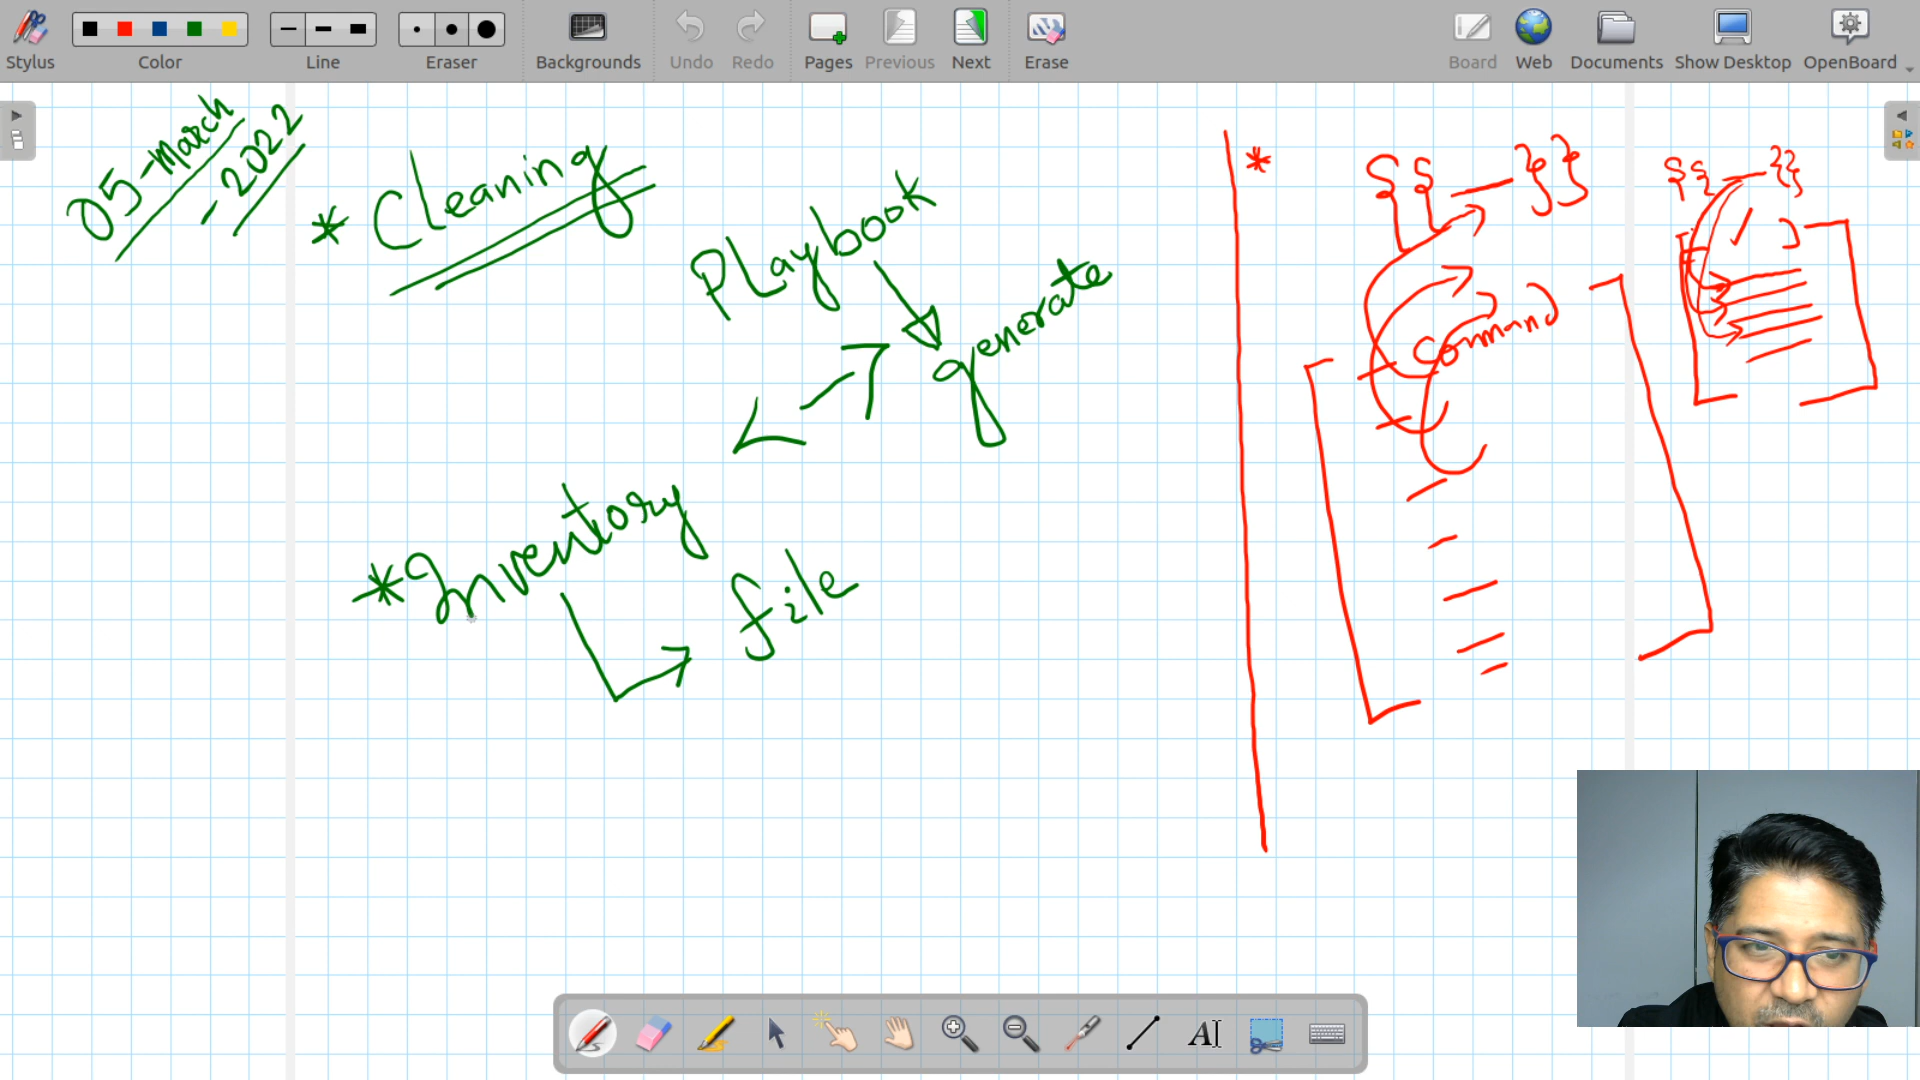 Stylus
Color
Line
Eraser
Backgrounds
Undo
Redo
Pages
Previous
Next
Erase
Board
Web
Documents
Show Desktop
OpenBoard
05-March
-2022
* Cleaning
Playbook
generate
* Inventory
file
*
{{ — }}
Command
{{ — }}
AI